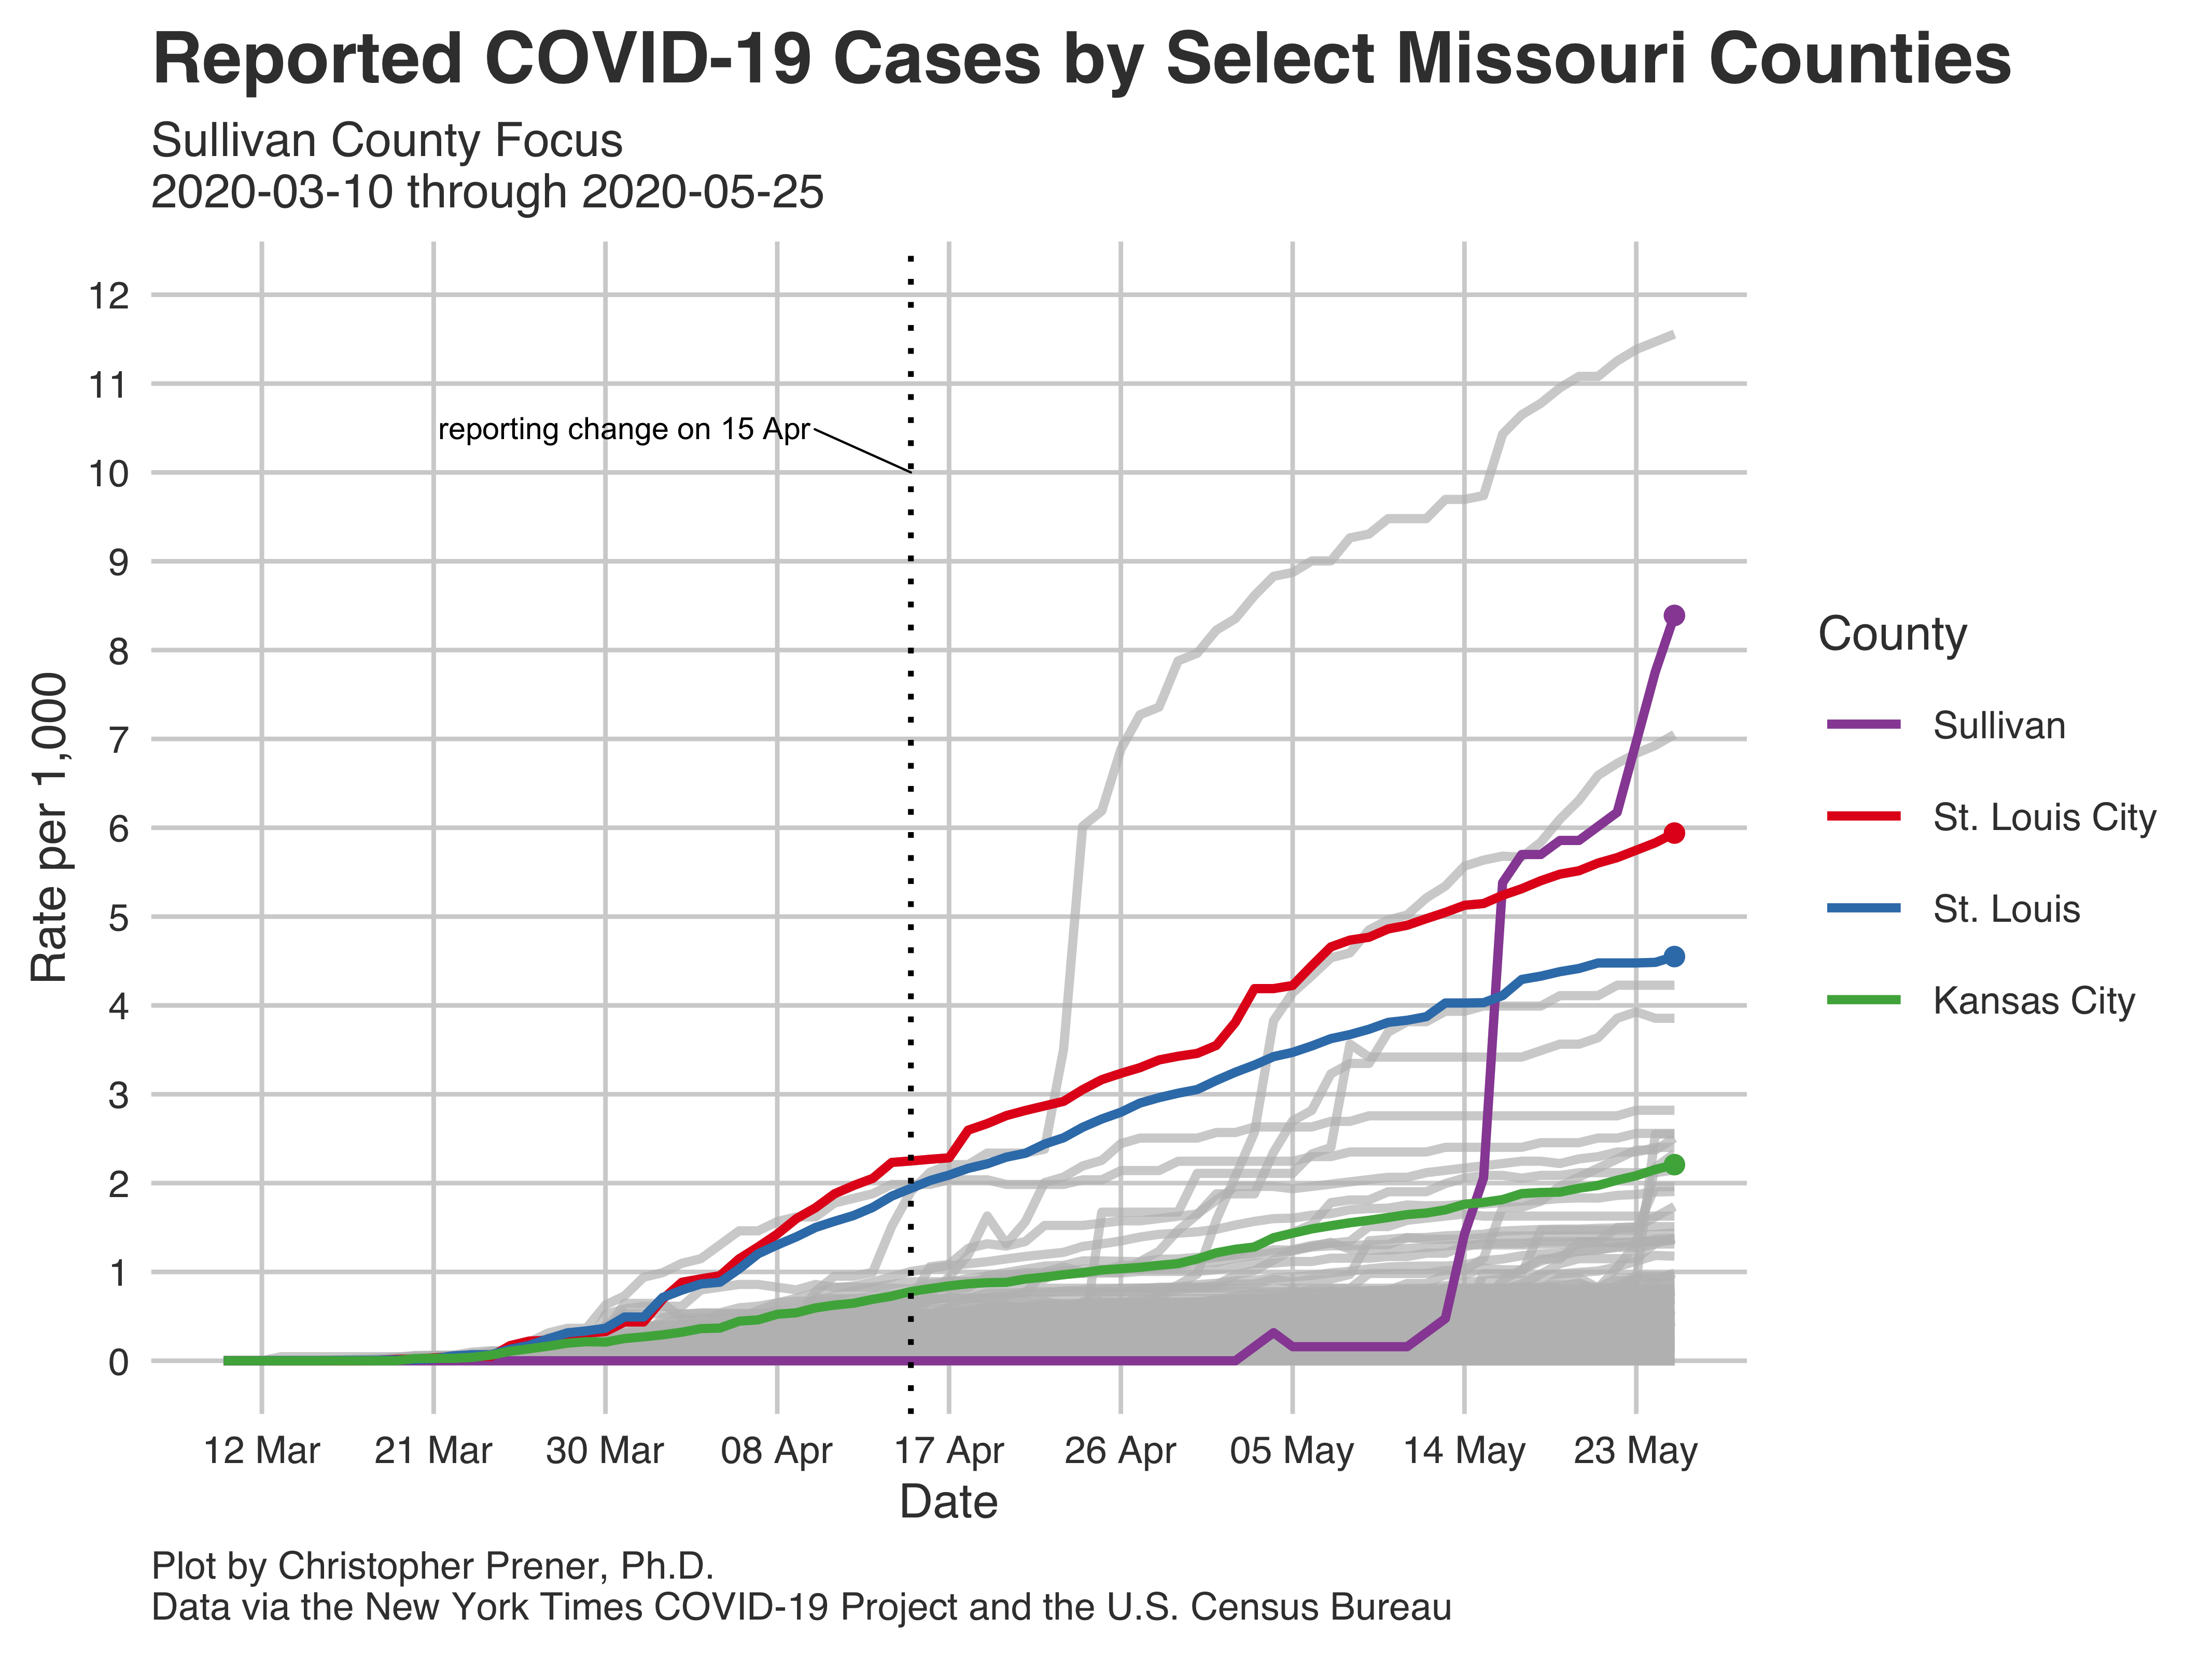 Reported COVID-19 Cases by Select Missouri Counties
Sullivan County Focus
2020-03-10 through 2020-05-25
12
11
10
9
8
7
6
5
4
3
2
1
0
Rate per 1,000
reporting change on 15 Apr
12 Mar
21 Mar
30 Mar
08 Apr
17 Apr
26 Apr
05 May
14 May
23 May
Date
County
Sullivan
St. Louis City
St. Louis
Kansas City
Plot by Christopher Prener, Ph.D.
Data via the New York Times COVID-19 Project and the U.S. Census Bureau